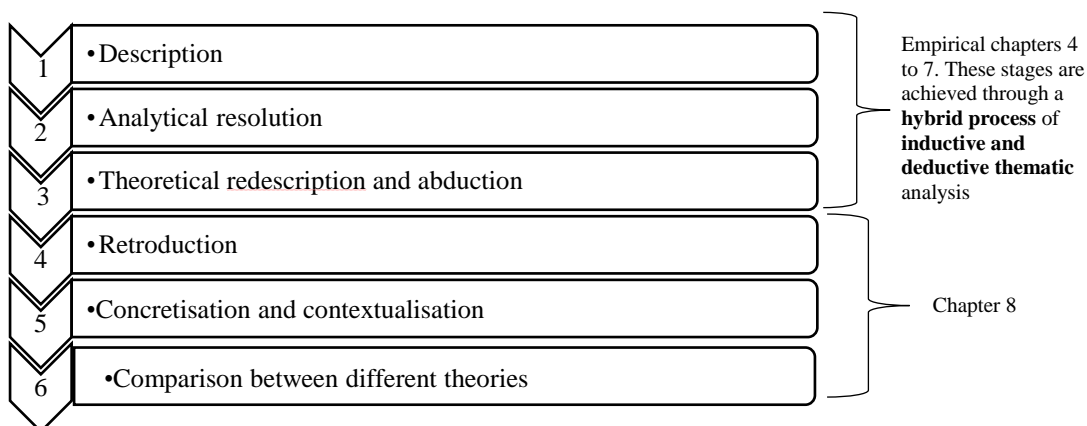 1
•Description
2
•Analytical resolution
3
•Theoretical redescription and abduction
4
•Retroduction
5
•Concretisation and contextualisation
6
•Comparison between different theories
Empirical chapters 4
to 7. These stages are
achieved through a
hybrid process of
inductive and
deductive thematic
analysis
Chapter 8